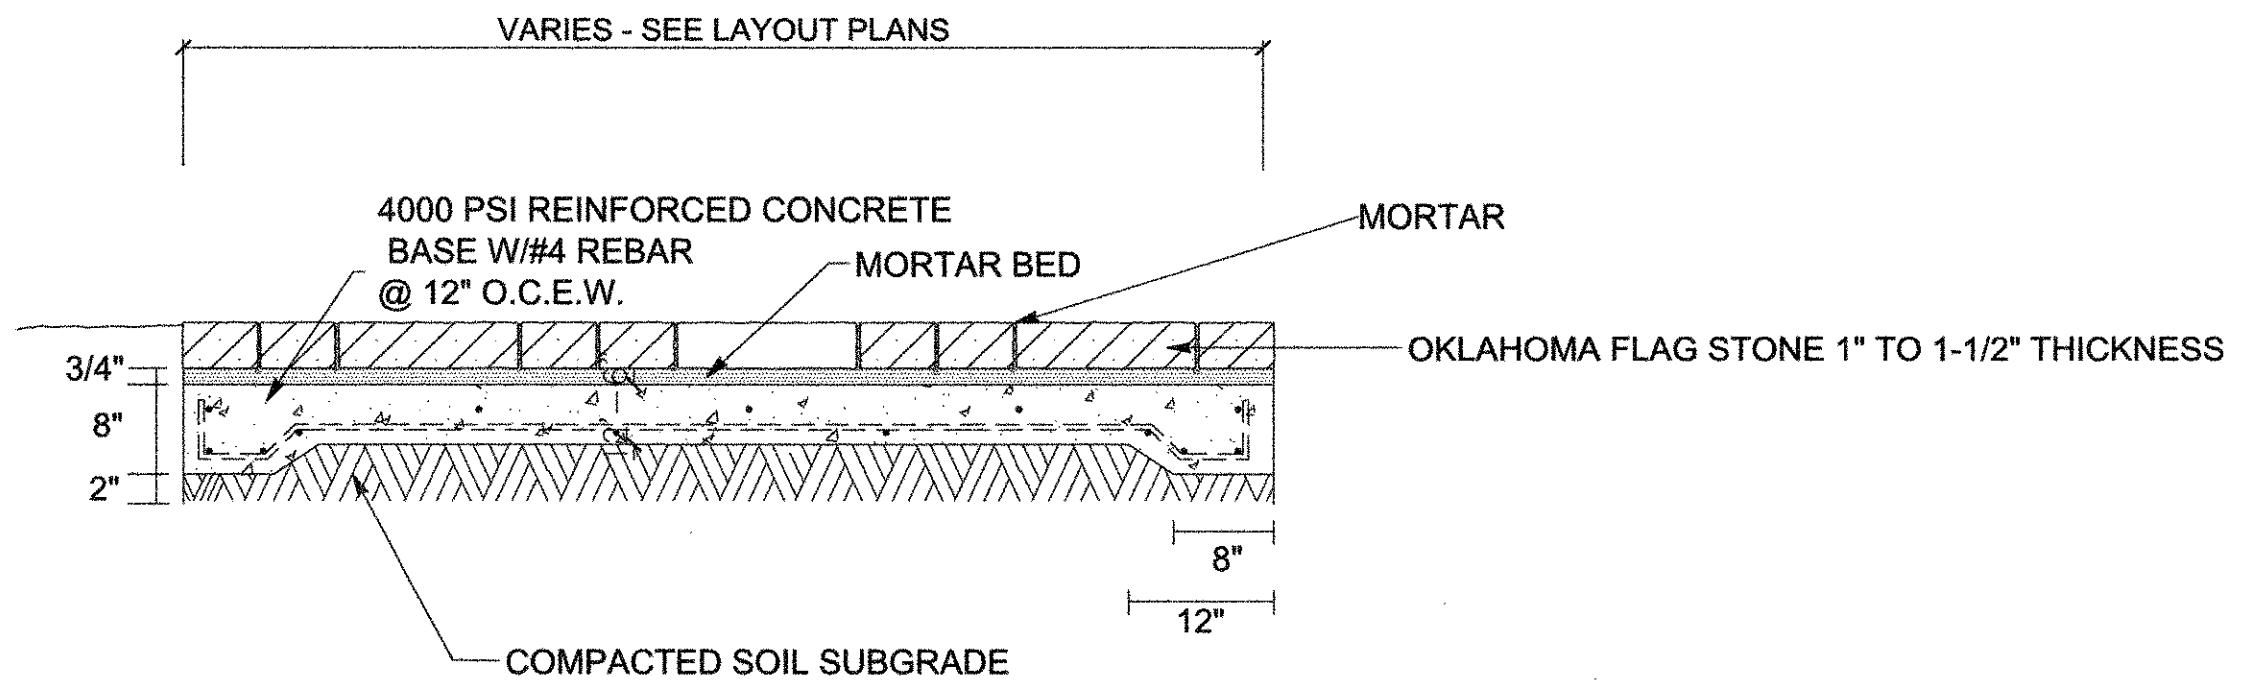 VARIES - SEE LAYOUT PLANS
4000 PSI REINFORCED CONCRETE
BASE W/#4 REBAR
@ 12" O.C.E.W.
MORTAR BED
MORTAR
OKLAHOMA FLAG STONE 1" TO 1-1/2" THICKNESS
3/4"
8"
2"
8"
12"
COMPACTED SOIL SUBGRADE